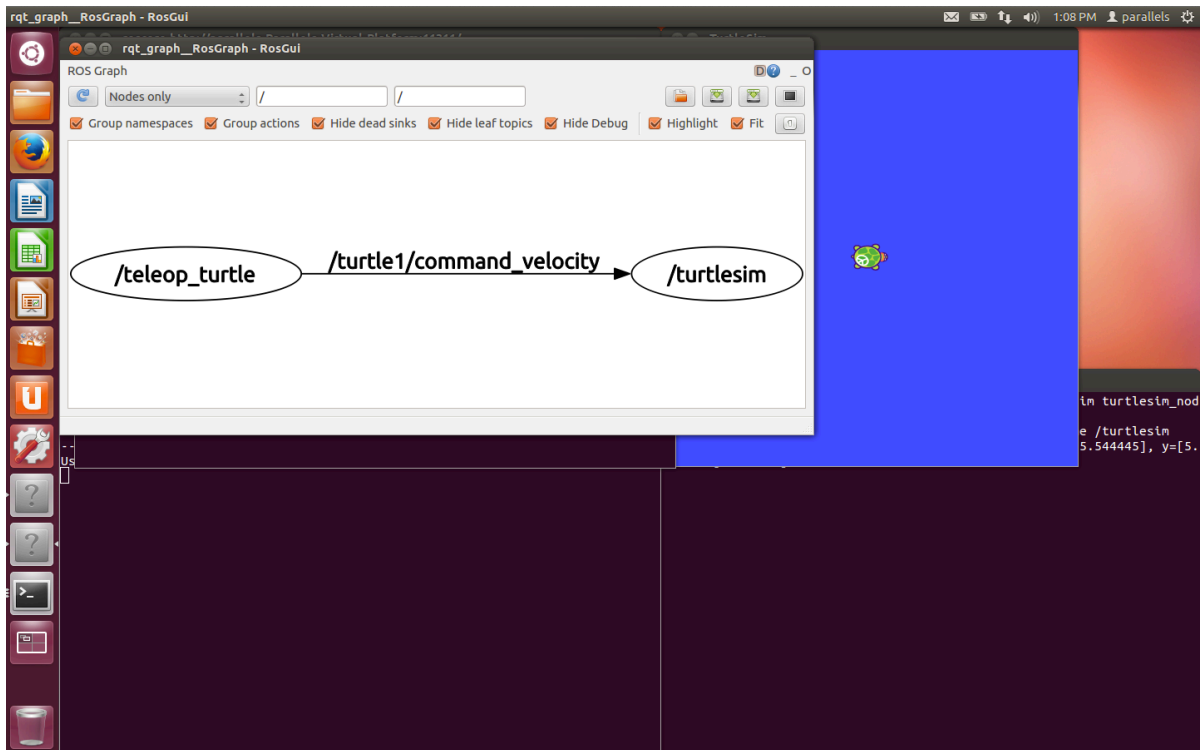 rqt_graph__RosGraph - RosGui
1:08 PM
parallels
rqt_graph__RosGraph - RosGui
ROS Graph
D
?
_
O
Nodes only
/
/
Group namespaces
Group actions
Hide dead sinks
Hide leaf topics
Hide Debug
Highlight
Fit
/teleop_turtle
/turtle1/command_velocity
/turtlesim
im turtlesim_nod
e /turtlesim
5.544445], y=[5.
--
Us